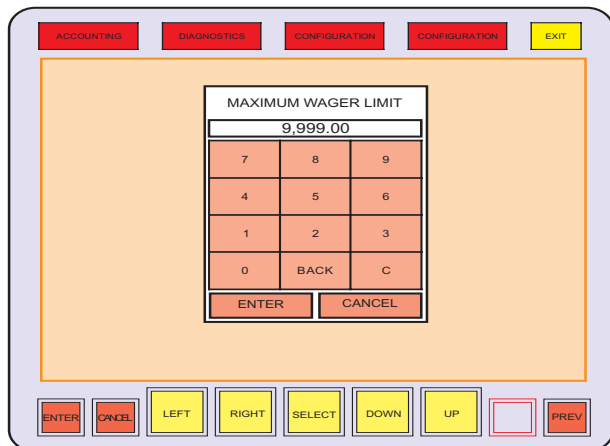 ACCOUNTING DIAGNOSTICS CONFIGURATION CONFIGURATION EXIT
MAXIMUM WAGER LIMIT
9,999.00
7 8 9
4 5 6
1 2 3
0 BACK C
ENTER CANCEL
ENTER CANCEL LEFT RIGHT SELECT DOWN UP PREV